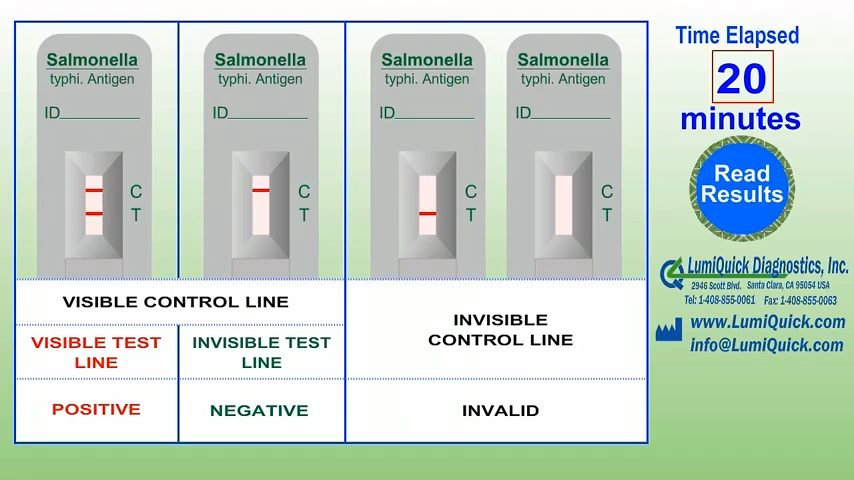 Salmonella
typhi. Antigen
ID
C
T
Salmonella
typhi. Antigen
ID
C
T
Salmonella
typhi. Antigen
ID
C
T
Salmonella
typhi. Antigen
ID
C
T
VISIBLE CONTROL LINE
VISIBLE TEST
LINE
INVISIBLE TEST
LINE
INVISIBLE
CONTROL LINE
POSITIVE
NEGATIVE
INVALID
Time Elapsed
20
minutes
Read
Results
LumiQuick Diagnostics, Inc.
2946 Scott Blvd. Santa Clara, CA 95054 USA
Tel: 1-408-855-0061 Fax: 1-408-855-0063
www.LumiQuick.com
info@LumiQuick.com